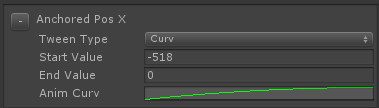 - Anchored Pos X
Tween Type Curv
Start Value -518
End Value 0
Anim Curv